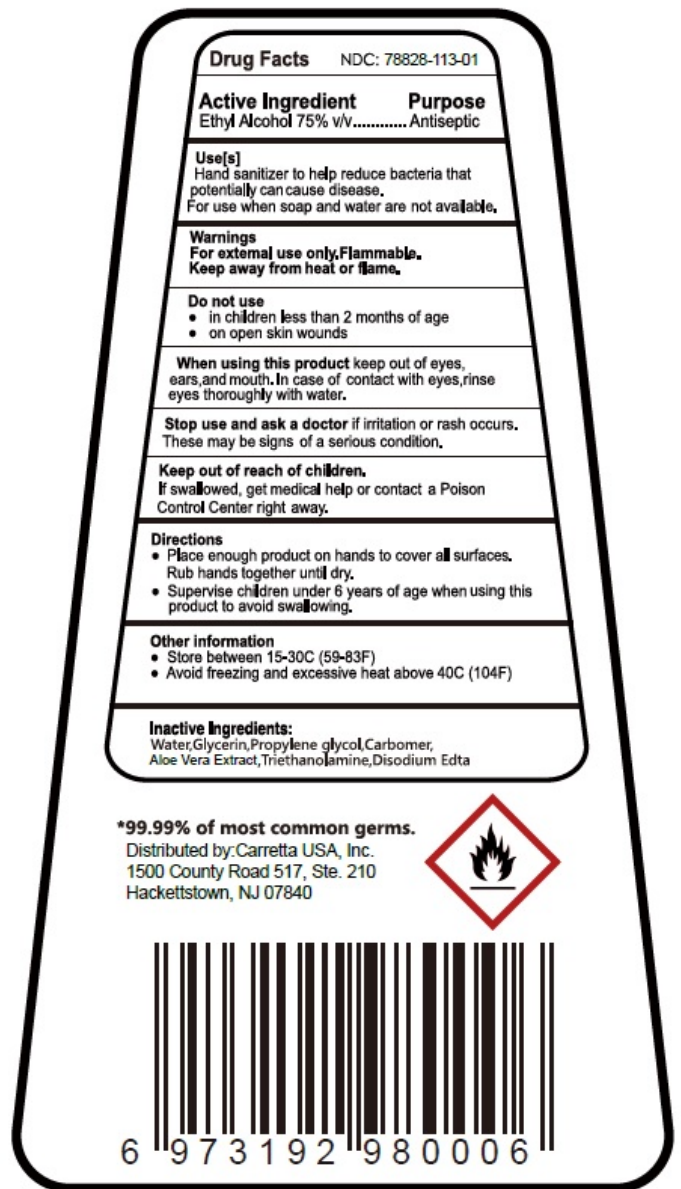 Drug Facts NDC: 78828-113-01
Active Ingredient Purpose
Ethyl Alcohol 75% v/v............ Antiseptic
Use[s]
Hand sanitizer to help reduce bacteria that
potentially can cause disease.
For use when soap and water are not available.
Warnings
For external use only.Flammable.
Keep away from heat or flame.
Do not use
• in children less than 2 months of age
• on open skin wounds
When using this product keep out of eyes,
ears,and mouth. In case of contact with eyes,rinse
eyes thoroughly with water.
Stop use and ask a doctor if irritation or rash occurs.
These may be signs of a serious condition.
Keep out of reach of children.
If swallowed, get medical help or contact a Poison
Control Center right away.
Directions
• Place enough product on hands to cover all surfaces.
Rub hands together until dry.
• Supervise children under 6 years of age when using this
product to avoid swallowing.
Other information
• Store between 15-30C (59-83F)
• Avoid freezing and excessive heat above 40C (104F)
Inactive Ingredients:
Water,Glycerin,Propylene glycol,Carbomer,
Aloe Vera Extract,Triethanolamine,Disodium Edta
*99.99% of most common germs.
Distributed by:Carretta USA, Inc.
1500 County Road 517, Ste. 210
Hackettstown, NJ 07840
6 973192 980006